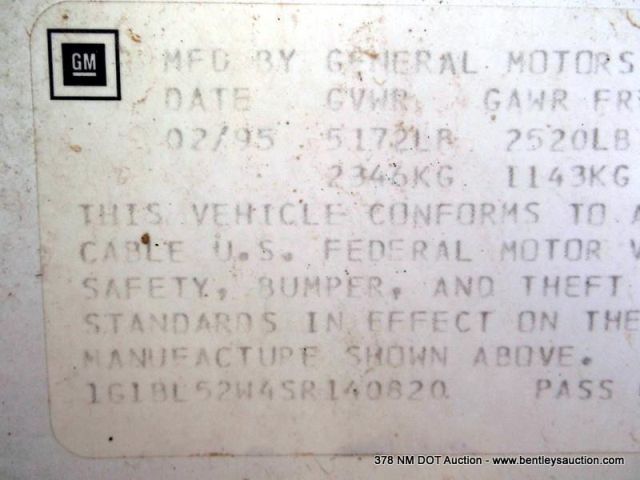 GM
MFD BY GENERAL MOTORS
DATE GVWR GAWR FR
02/95 5172LB 2520LB
2346KG 1143KG
THIS VEHICLE CONFORMS TO A
CABLE U.S. FEDERAL MOTOR V
SAFETY, BUMPER, AND THEFT
STANDARDS IN EFFECT ON THE
MANUFACTURE SHOWN ABOVE.
1G1BL52W4SR140820 PASS
378 NM DOT Auction - www.bentleysauction.com